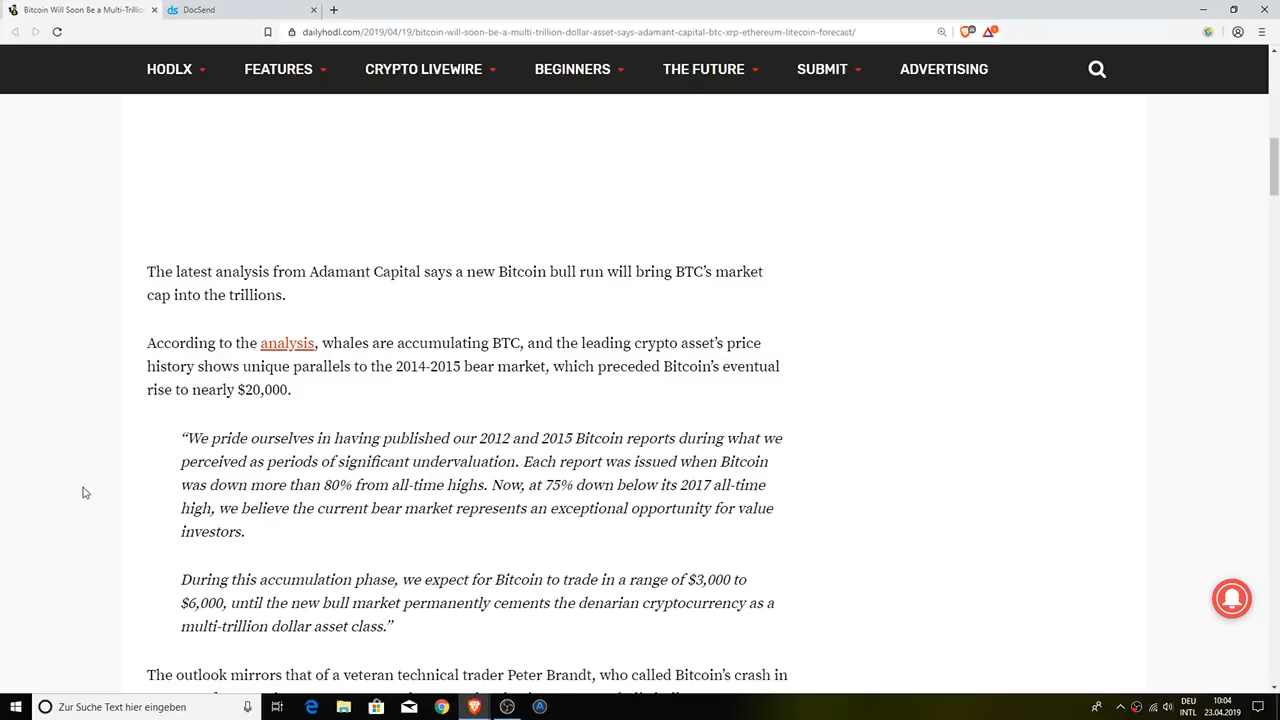 Bitcoin Will Soon Be a Multi-Trillio
DocSend
dailyhodl.com/2019/04/19/bitcoin-will-soon-be-a-multi-trillion-dollar-asset-says-adamant-capital-btc-xrp-ethereum-litecoin-forecast/
HODLX FEATURES CRYPTO LIVEWIRE BEGINNERS THE FUTURE SUBMIT ADVERTISING
The latest analysis from Adamant Capital says a new Bitcoin bull run will bring BTC’s market
cap into the trillions.
According to the analysis, whales are accumulating BTC, and the leading crypto asset’s price
history shows unique parallels to the 2014-2015 bear market, which preceded Bitcoin’s eventual
rise to nearly $20,000.
“We pride ourselves in having published our 2012 and 2015 Bitcoin reports during what we
perceived as periods of significant undervaluation. Each report was issued when Bitcoin
was down more than 80% from all-time highs. Now, at 75% down below its 2017 all-time
high, we believe the current bear market represents an exceptional opportunity for value
investors.
During this accumulation phase, we expect for Bitcoin to trade in a range of $3,000 to
$6,000, until the new bull market permanently cements the denarian cryptocurrency as a
multi-trillion dollar asset class.”
The outlook mirrors that of a veteran technical trader Peter Brandt, who called Bitcoin’s crash in
Zur Suche Text hier eingeben
DEU
INTL
10:04
23.04.2019